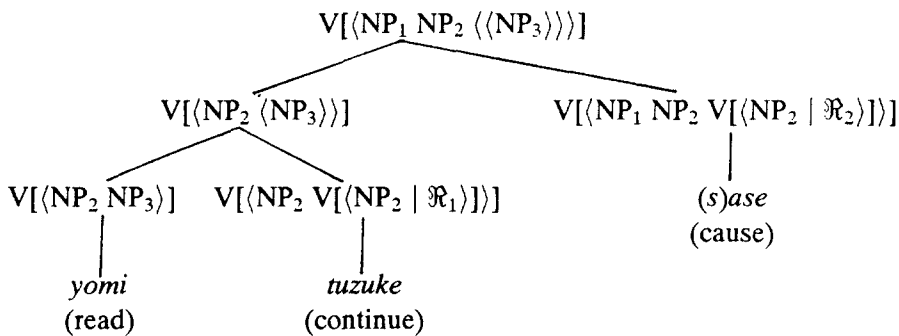 V[⟨NP₁ NP₂ ⟨⟨NP₃⟩⟩⟩]
V[⟨NP₂ ⟨NP₃⟩⟩] V[⟨NP₁ NP₂ V[⟨NP₂ | ℜ₂⟩]⟩]
V[⟨NP₂ NP₃⟩] V[⟨NP₂ V[⟨NP₂ | ℜ₁⟩]⟩] (s)ase
(cause)
yomi tuzuke
(read) (continue)